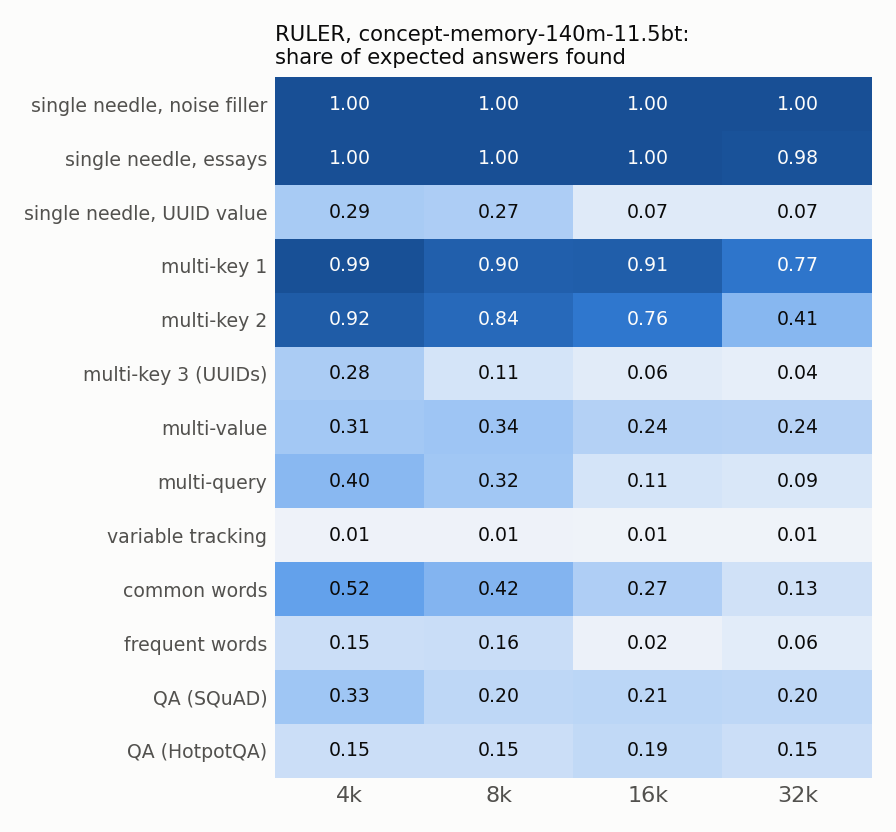 RULER, concept-memory-140m-11.5bt:
share of expected answers found
single needle, noise filler 1.00 1.00 1.00 1.00
single needle, essays 1.00 1.00 1.00 0.98
single needle, UUID value 0.29 0.27 0.07 0.07
multi-key 1 0.99 0.90 0.91 0.77
multi-key 2 0.92 0.84 0.76 0.41
multi-key 3 (UUIDs) 0.28 0.11 0.06 0.04
multi-value 0.31 0.34 0.24 0.24
multi-query 0.40 0.32 0.11 0.09
variable tracking 0.01 0.01 0.01 0.01
common words 0.52 0.42 0.27 0.13
frequent words 0.15 0.16 0.02 0.06
QA (SQuAD) 0.33 0.20 0.21 0.20
QA (HotpotQA) 0.15 0.15 0.19 0.15
4k 8k 16k 32k